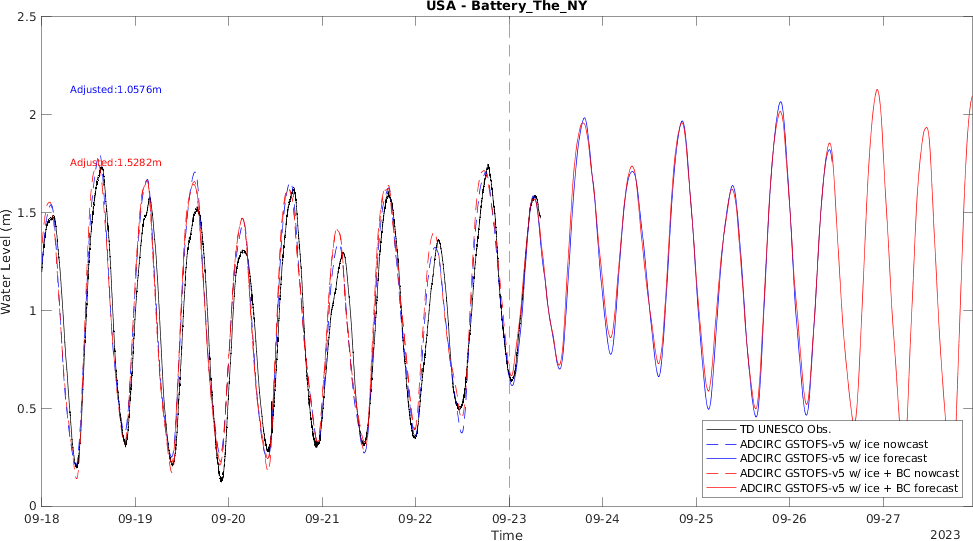 USA - Battery_The_NY
2.5
Adjusted:1.0576m
2
Adjusted:1.5282m
1.5
Water Level (m)
1
0.5
TD UNESCO Obs.
ADCIRC GSTOFS-v5 w/ ice nowcast
ADCIRC GSTOFS-v5 w/ ice forecast
ADCIRC GSTOFS-v5 w/ ice + BC nowcast
ADCIRC GSTOFS-v5 w/ ice + BC forecast
0
09-18 09-19 09-20 09-21 09-22 09-23 09-24 09-25 09-26 09-27
Time
2023